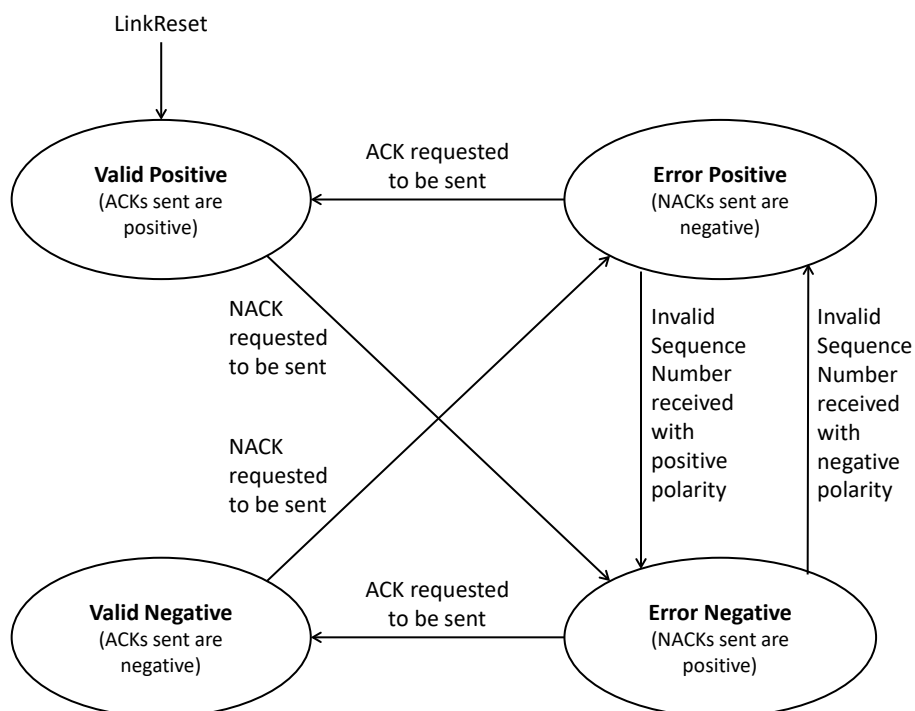 LinkReset
Valid Positive
(ACKs sent are
positive)
ACK requested
to be sent
Error Positive
(NACKs sent are
negative)
NACK
requested
to be sent
NACK
requested
to be sent
Invalid
Sequence
Number
received
with
positive
polarity
Invalid
Sequence
Number
received
with
negative
polarity
Valid Negative
(ACKs sent are
negative)
ACK requested
to be sent
Error Negative
(NACKs sent are
positive)